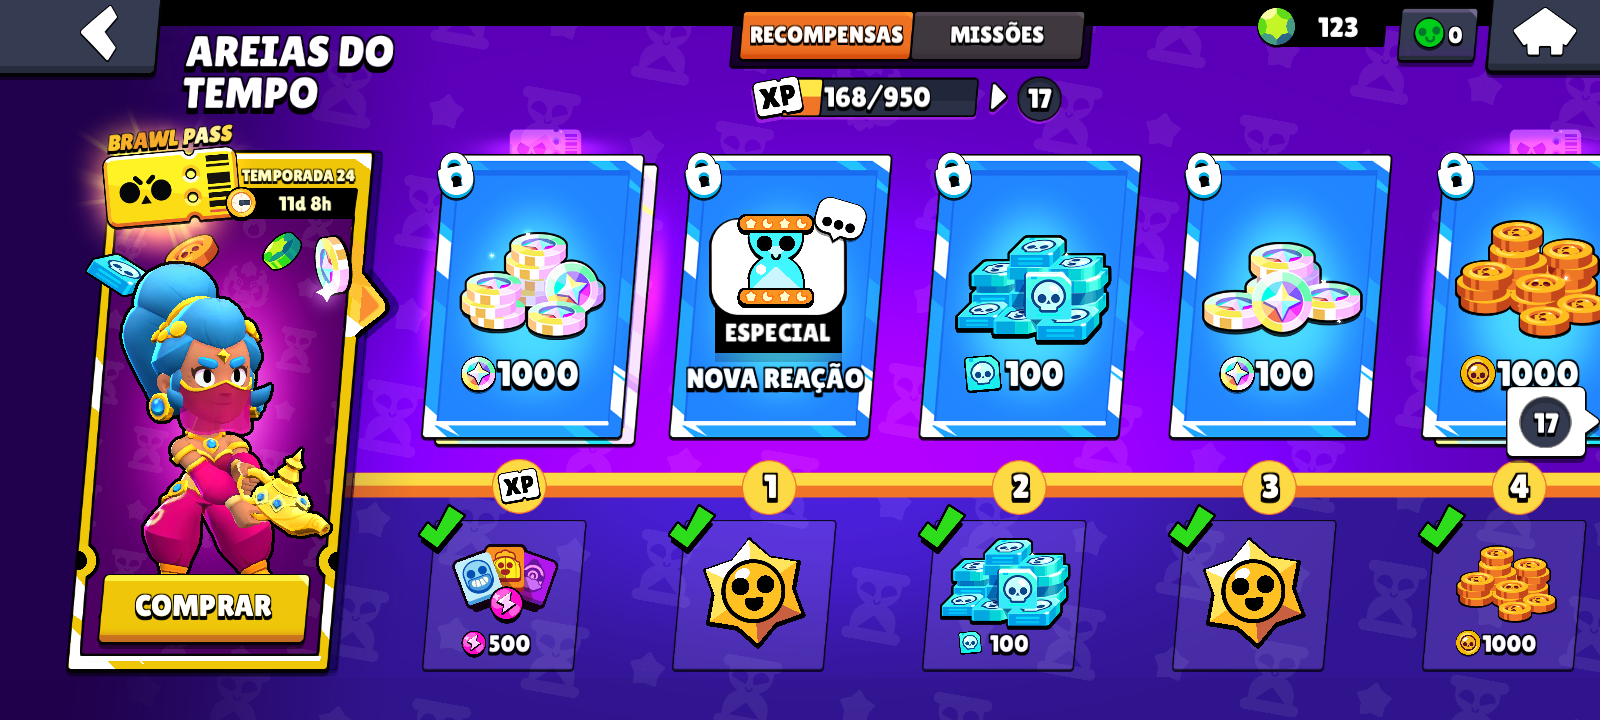 AREIAS DO
TEMPO
RECOMPENSAS
MISSÕES
123
0
XP
168/950
17
BRAWL PASS
TEMPORADA 24
11d 8h
COMPRAR
1000
ESPECIAL
NOVA REAÇÃO
100
100
1000
17
XP
1
2
3
4
500
100
1000